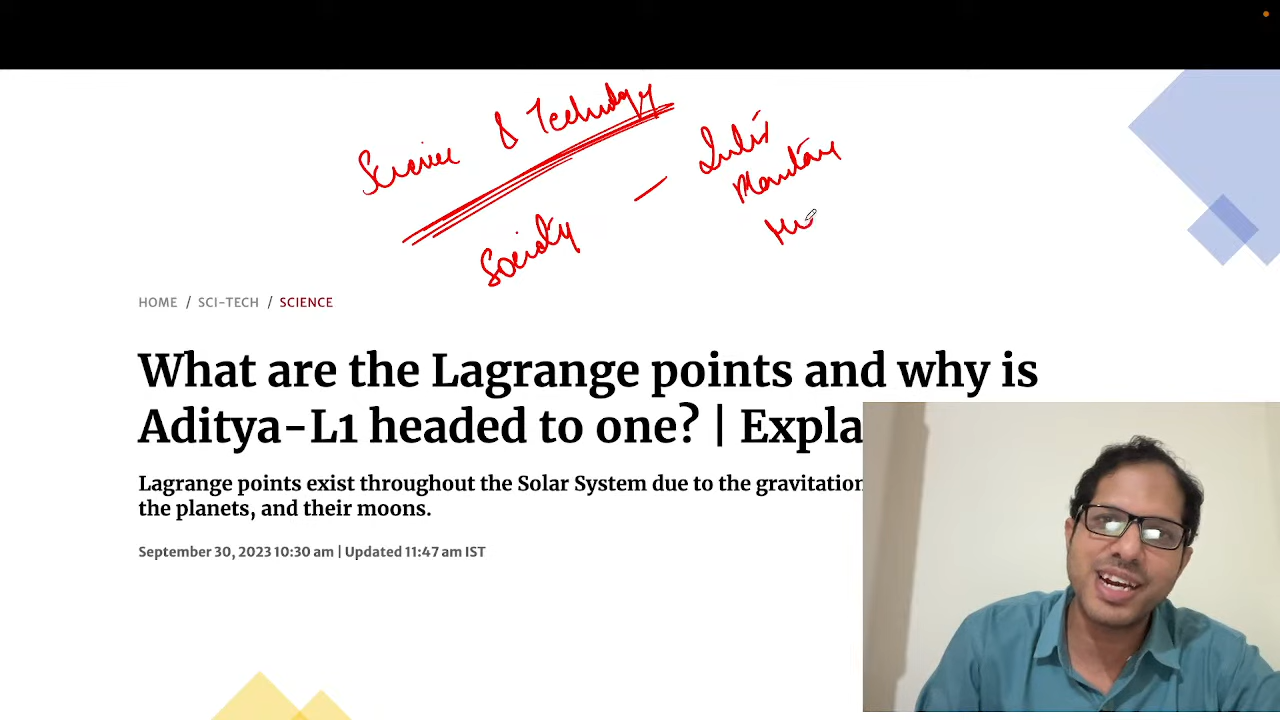 Science & Technology
Society -
HOME / SCI-TECH / SCIENCE
What are the Lagrange points and why is
Aditya-L1 headed to one? | Expla
Lagrange points exist throughout the Solar System due to the gravitation
the planets, and their moons.
September 30, 2023 10:30 am | Updated 11:47 am IST